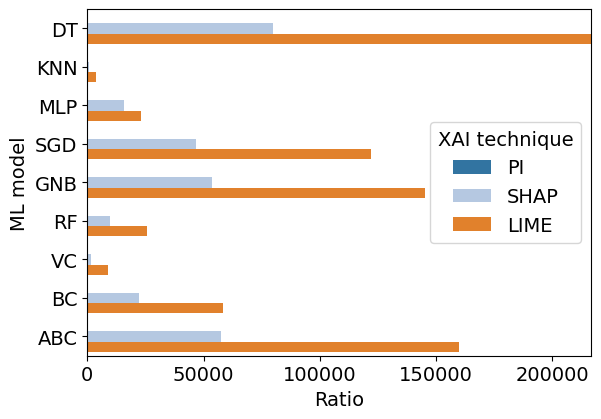 DT
KNN
MLP
SGD
GNB
RF
VC
BC
ABC
ML model
XAI technique
PI
SHAP
LIME
0 50000 100000 150000 200000
Ratio